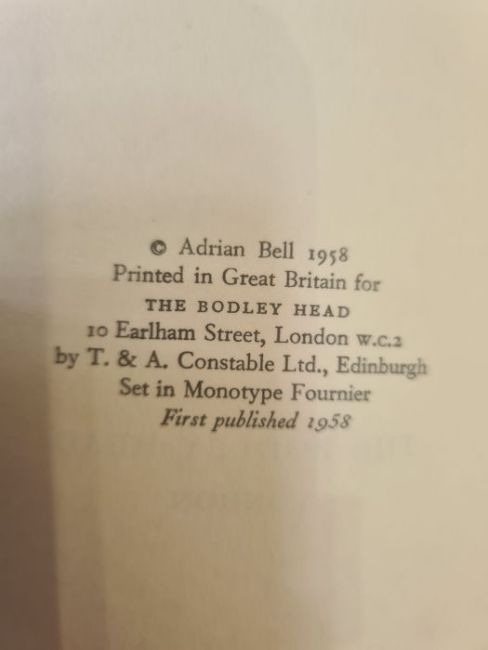 © Adrian Bell 1958
Printed in Great Britain for
THE BODLEY HEAD
10 Earlham Street, London W.C.2
by T. & A. Constable Ltd., Edinburgh
Set in Monotype Fournier
First published 1958